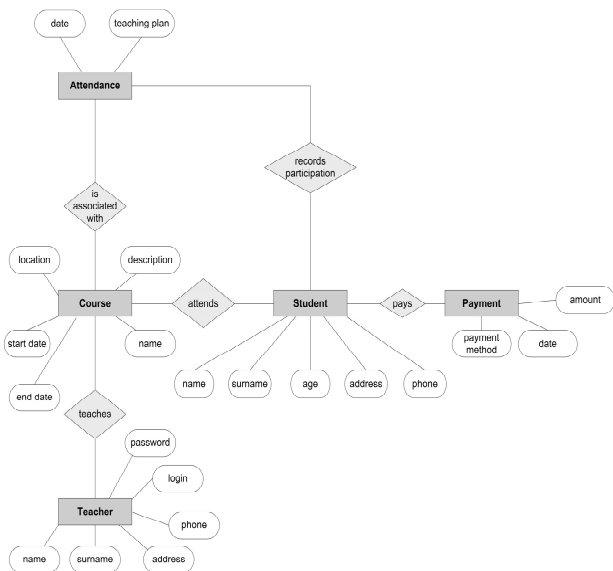 date
teaching plan
Attendance
records
participation
is
associated
with
location
description
Course
attends
Student
pays
Payment
amount
start date
name
payment
method
date
end date
name
surname
age
address
phone
teaches
password
login
Teacher
phone
name
surname
address